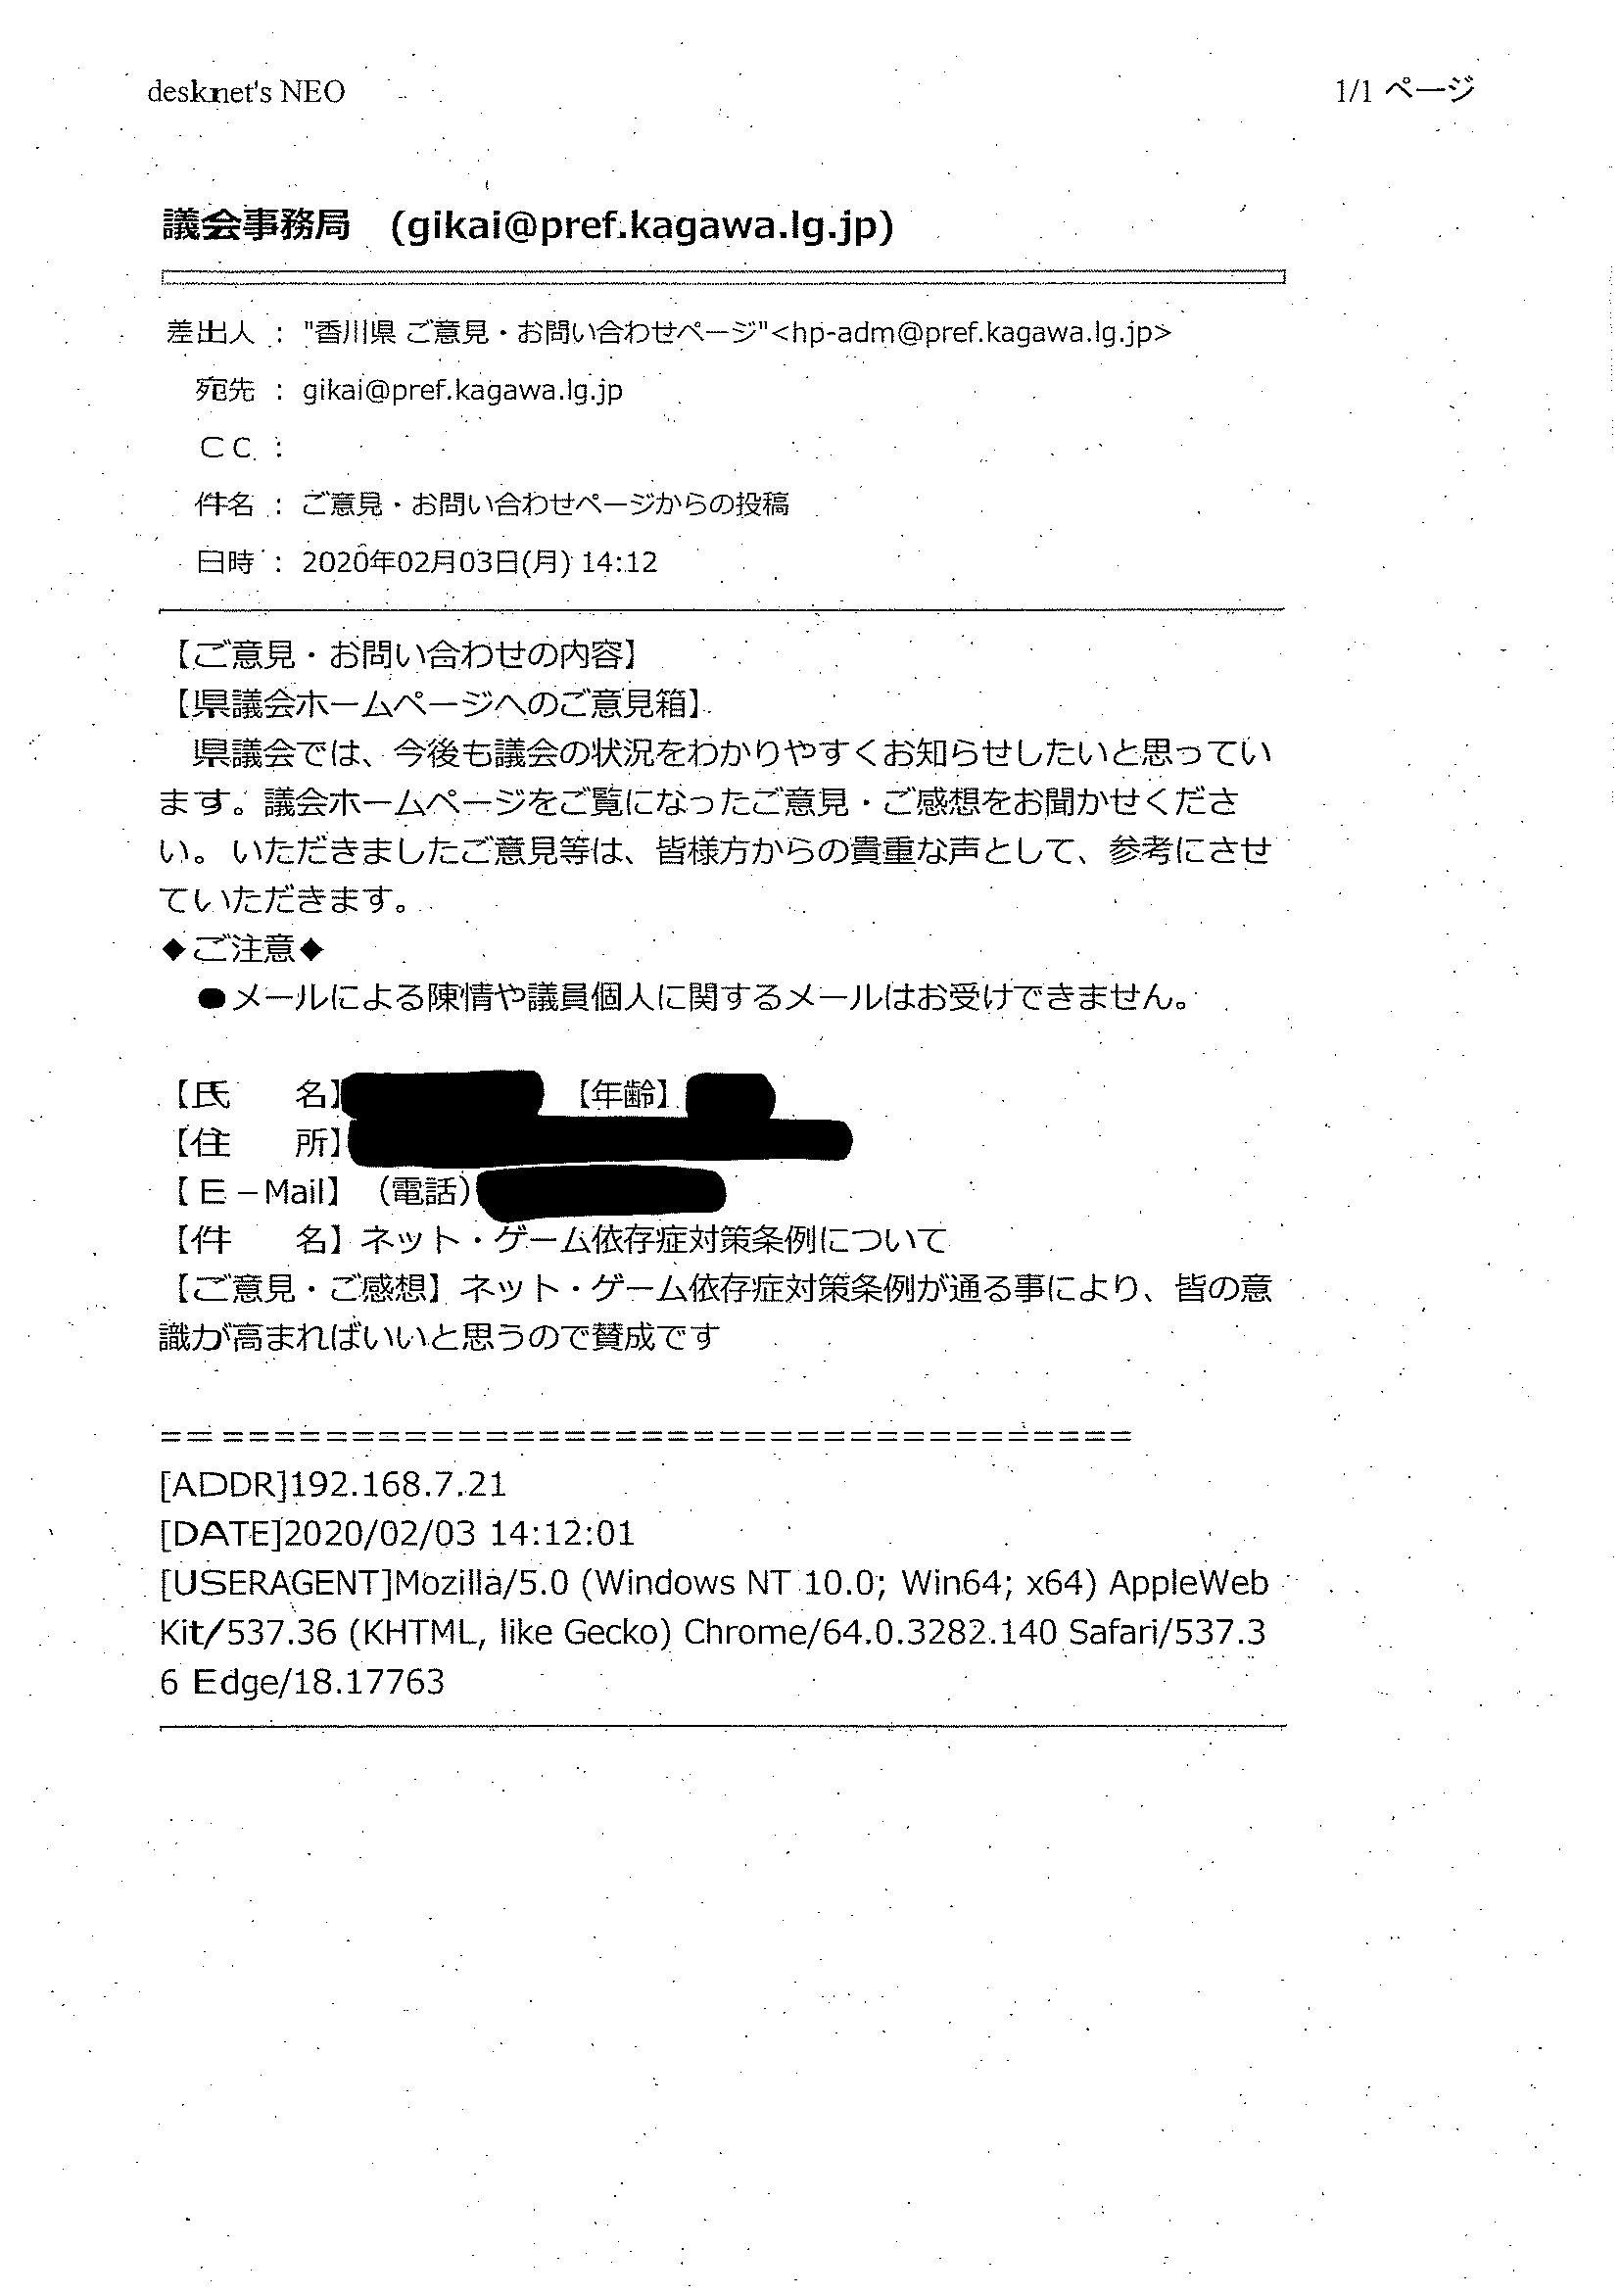 desknet's NEO
1/1 ページ
議会事務局　(gikai@pref.kagawa.lg.jp)
差出人 ： "香川県 ご意見・お問い合わせページ"<hp-adm@pref.kagawa.lg.jp>
宛先 ： gikai@pref.kagawa.lg.jp
ＣＣ ：
件名 ： ご意見・お問い合わせページからの投稿
日時 ： 2020年02月03日(月) 14:12
【ご意見・お問い合わせの内容】
【県議会ホームページへのご意見箱】
　県議会では、今後も議会の状況をわかりやすくお知らせしたいと思ってい
ます。議会ホームページをご覧になったご意見・ご感想をお聞かせくださ
い。いただきましたご意見等は、皆様方からの貴重な声として、参考にさせ
ていただきます。
◆ご注意◆
　●メールによる陳情や議員個人に関するメールはお受けできません。
【氏　　名】　【年齢】
【住　　所】
【Ｅ－Mail】（電話）
【件　　名】ネット・ゲーム依存症対策条例について
【ご意見・ご感想】ネット・ゲーム依存症対策条例が通る事により、皆の意
識が高まればいいと思うので賛成です
＝＝＝＝＝＝＝＝＝＝＝＝＝＝＝＝＝＝＝＝＝＝＝＝＝＝＝＝＝＝＝＝＝＝＝＝＝
[ADDR]192.168.7.21
[DATE]2020/02/03 14:12:01
[USERAGENT]Mozilla/5.0 (Windows NT 10.0; Win64; x64) AppleWeb
Kit/537.36 (KHTML, like Gecko) Chrome/64.0.3282.140 Safari/537.3
6 Edge/18.17763